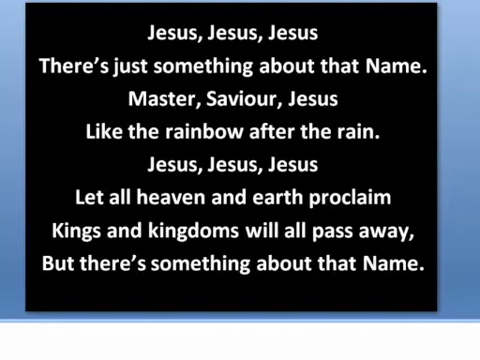 Jesus, Jesus, Jesus
There's just something about that Name.
Master, Saviour, Jesus
Like the rainbow after the rain.
Jesus, Jesus, Jesus
Let all heaven and earth proclaim
Kings and kingdoms will all pass away,
But there's something about that Name.